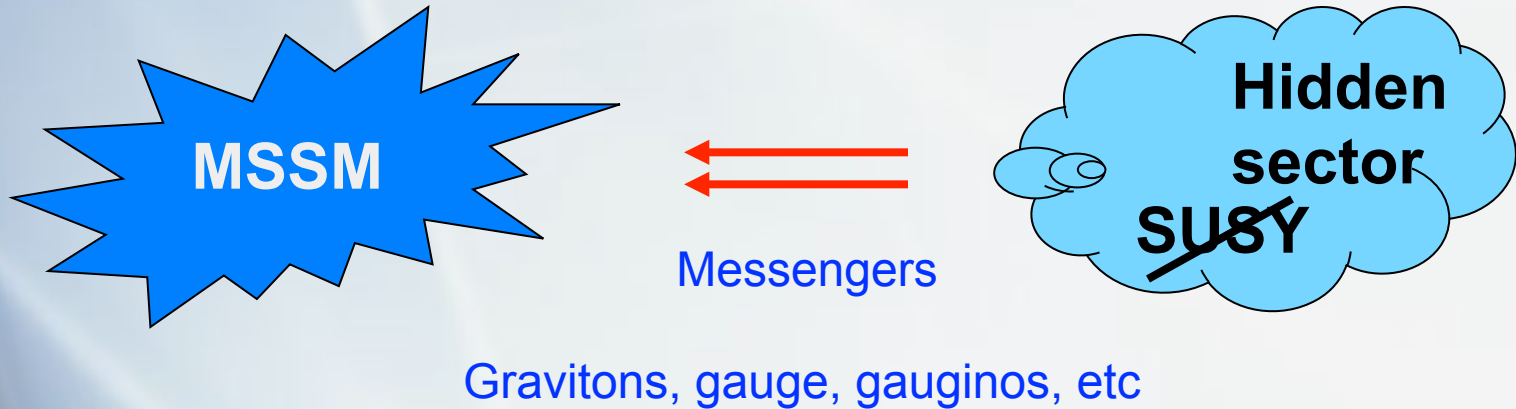 MSSM
Hidden
sector
SUSY
Messengers
Gravitons, gauge, gauginos, etc